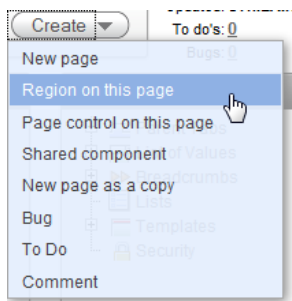 Create
To do's: 0
Bugs: 0
New page
Region on this page
Page control on this page
Shared component
New page as a copy
Bug
To Do
Comment
of Values
Breadcrumbs
Lists
Templates
Security